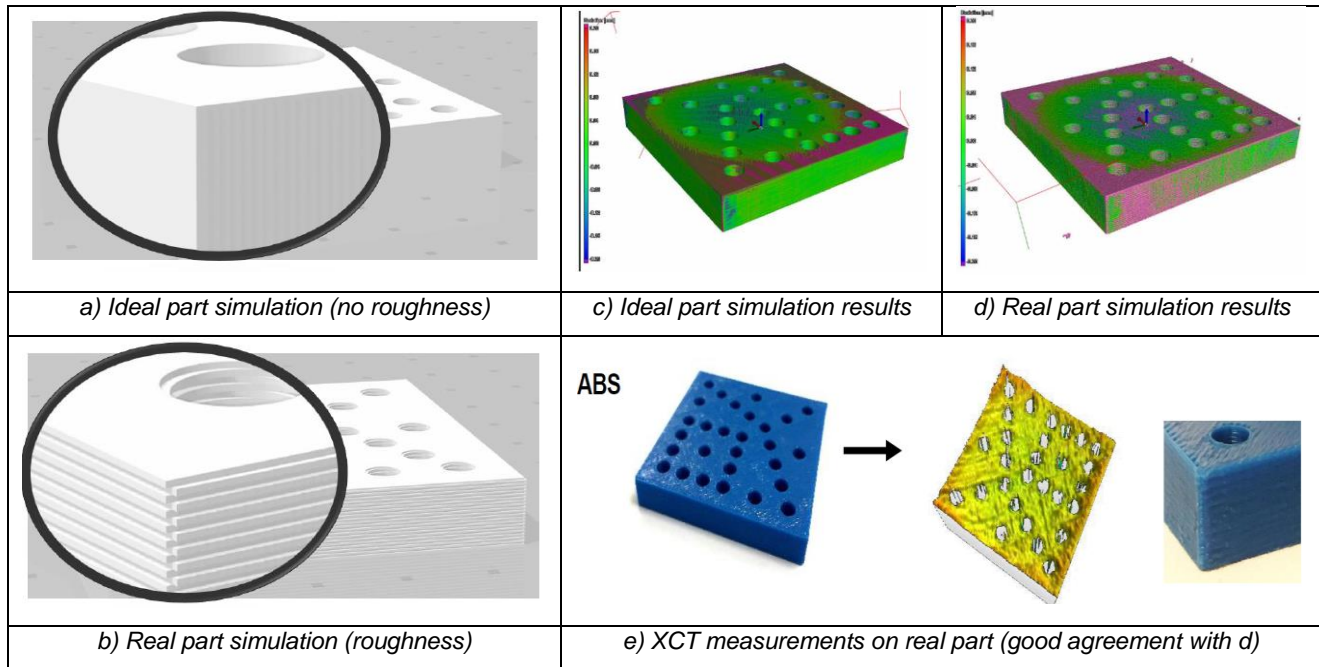 a) Ideal part simulation (no roughness)
c) Ideal part simulation results
d) Real part simulation results
ABS
b) Real part simulation (roughness)
e) XCT measurements on real part (good agreement with d)